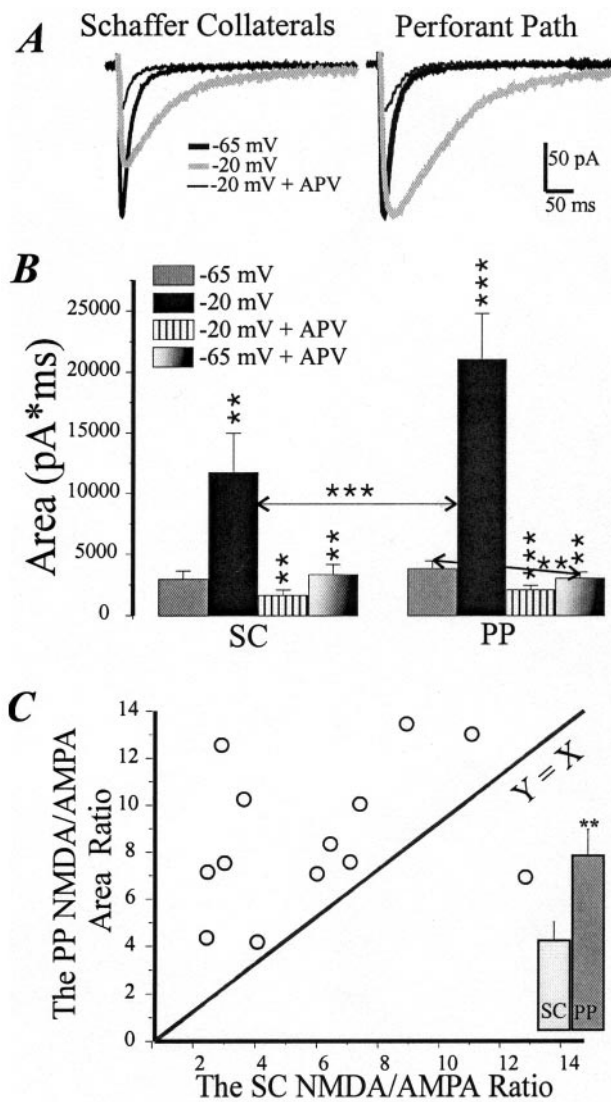 A
Schaffer Collaterals
Perforant Path
-65 mV
-20 mV
-20 mV + APV
50 pA
50 ms
B
-65 mV
-20 mV
-20 mV + APV
-65 mV + APV
Area (pA*ms)
25000
20000
15000
10000
5000
0
**
**
**
***
***
***
**
**
SC
PP
C
The PP NMDA/AMPA
Area Ratio
14
12
10
8
6
4
2
0
Y = X
**
SC
PP
2
4
6
8
10
12
14
The SC NMDA/AMPA Ratio